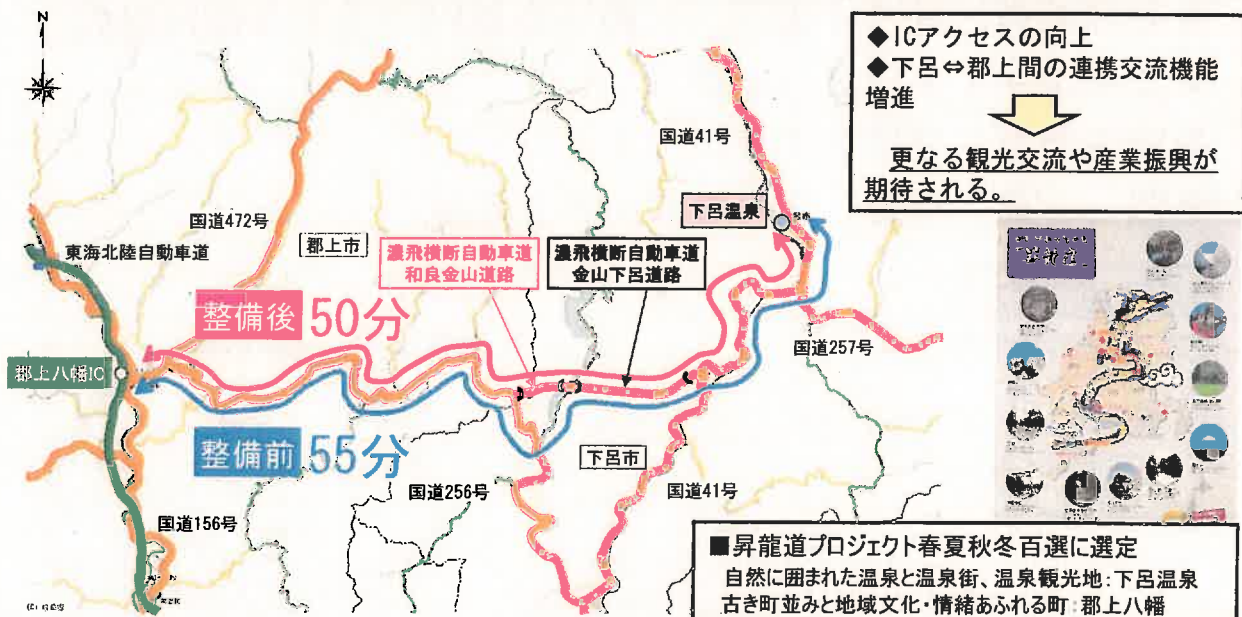 N
◆ICアクセスの向上
◆下呂⇔郡上間の連携交流機能
増進
更なる観光交流や産業振興が
期待される。
国道41号
下呂温泉
国道472号
東海北陸自動車道
郡上市
濃飛横断自動車道
和良金山道路
濃飛横断自動車道
金山下呂道路
整備後 50分
国道257号
郡上八幡IC
整備前 55分
下呂市
国道256号
国道41号
国道156号
■昇龍道プロジェクト春夏秋冬百選に選定
自然に囲まれた温泉と温泉街、温泉観光地:下呂温泉
古き町並みと地域文化・情緒あふれる町:郡上八幡